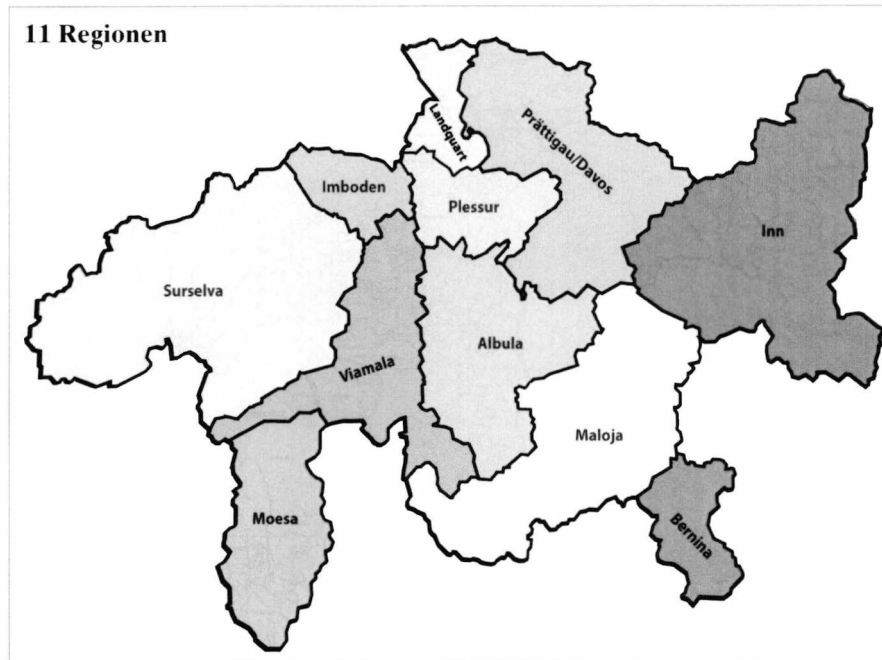 11 Regionen
Landquart
Prättigau/Davos
Imboden
Plessur
Inn
Surselva
Albula
Viamala
Maloja
Moesa
Bernina